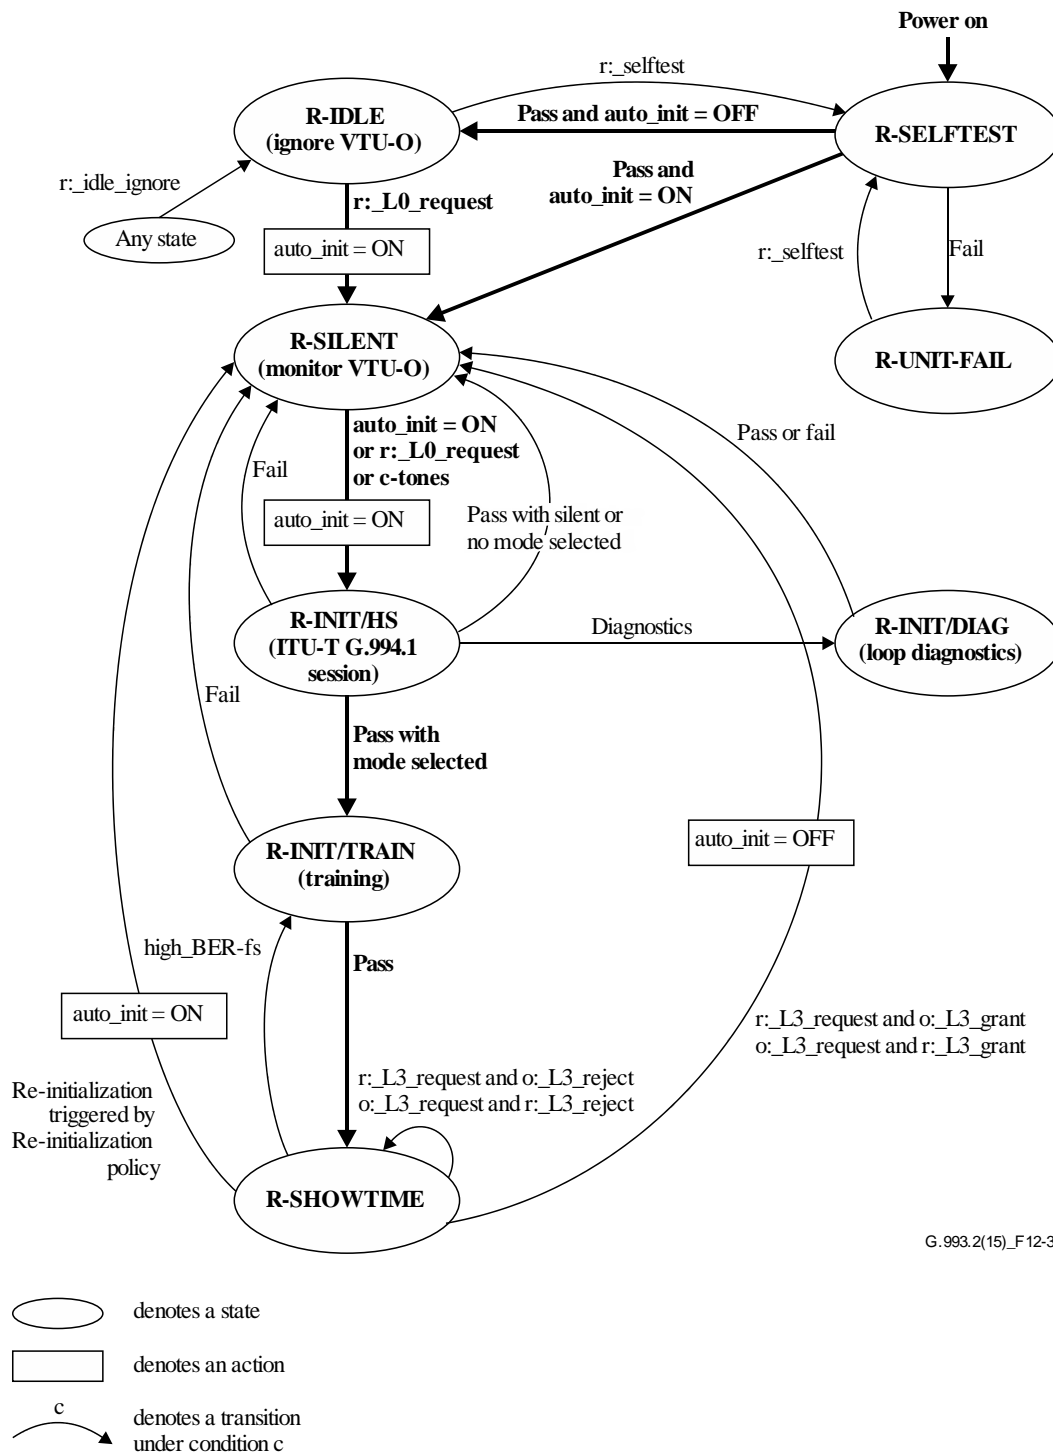 Power on
r:_selftest
R-IDLE
(ignore VTU-O)
Pass and auto_init = OFF
R-SELFTEST
r:_idle_ignore
Any state
r:_L0_request
Pass and
auto_init = ON
auto_init = ON
r:_selftest
Fail
R-SILENT
(monitor VTU-O)
R-UNIT-FAIL
auto_init = ON
or r:_L0_request
or c-tones
Fail
Pass or fail
auto_init = ON
Pass with silent or
no mode selected
R-INIT/HS
(ITU-T G.994.1
session)
Diagnostics
R-INIT/DIAG
(loop diagnostics)
Fail
Pass with
mode selected
auto_init = OFF
R-INIT/TRAIN
(training)
high_BER-fs
Pass
auto_init = ON
r:_L3_request and o:_L3_grant
o:_L3_request and r:_L3_grant
r:_L3_request and o:_L3_reject
o:_L3_request and r:_L3_reject
Re-initialization
triggered by
Re-initialization
policy
R-SHOWTIME
G.993.2(15)_F12-3
denotes a state
denotes an action
c
denotes a transition
under condition c